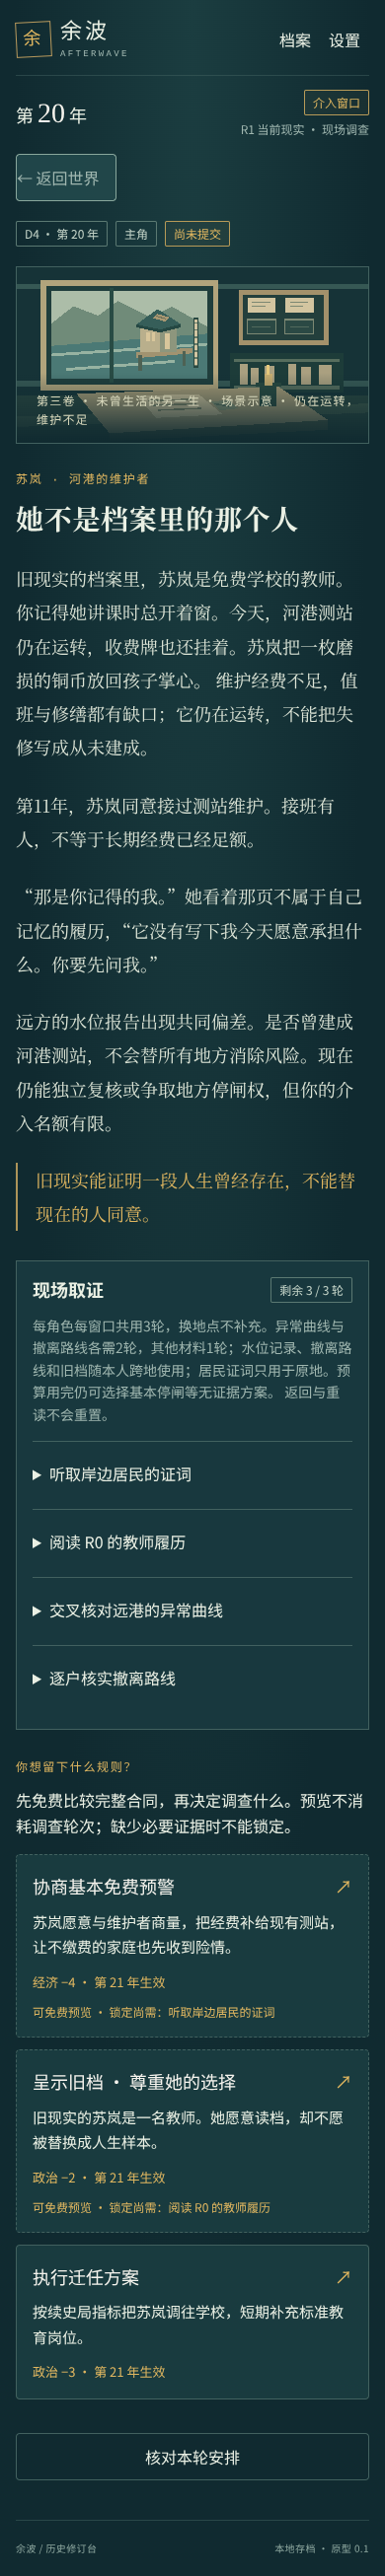 余
余波
AFTERWAVE
档案 设置
第 20 年
介入窗口
R1 当前现实 · 现场调查
← 返回世界
D4 · 第 20 年
主角
尚未提交
第三卷 · 未曾生活的另一生 · 场景示意 · 仍在运转，
维护不足
苏岚 · 河港的维护者
她不是档案里的那个人
旧现实的档案里，苏岚是免费学校的教师。
你记得她讲课时总开着窗。今天，河港测站
仍在运转，收费牌也还挂着。苏岚把一枚磨
损的铜币放回孩子掌心。 维护经费不足，值
班与修缮都有缺口；它仍在运转，不能把失
修写成从未建成。
第11年，苏岚同意接过测站维护。接班有
人，不等于长期经费已经足额。
“那是你记得的我。”她看着那页不属于自己
记忆的履历，“它没有写下我今天愿意承担什
么。你要先问我。”
远方的水位报告出现共同偏差。是否曾建成
河港测站，不会替所有地方消除风险。现在
仍能独立复核或争取地方停闸权，但你的介
入名额有限。
旧现实能证明一段人生曾经存在，不能替
现在的人同意。
现场取证
剩余 3 / 3 轮
每角色每窗口共用3轮，换地点不补充。异常曲线与
撤离路线各需2轮，其他材料1轮；水位记录、撤离路
线和旧档随本人跨地使用；居民证词只用于原地。预
算用完仍可选择基本停闸等无证据方案。 返回与重
读不会重置。
▶ 听取岸边居民的证词
▶ 阅读 R0 的教师履历
▶ 交叉核对远港的异常曲线
▶ 逐户核实撤离路线
你想留下什么规则？
先免费比较完整合同，再决定调查什么。预览不消
耗调查轮次；缺少必要证据时不能锁定。
协商基本免费预警 ↗
苏岚愿意与维护者商量，把经费补给现有测站，
让不缴费的家庭也先收到险情。
经济 −4 · 第 21 年生效
可免费预览 · 锁定尚需：听取岸边居民的证词
呈示旧档 · 尊重她的选择 ↗
旧现实的苏岚是一名教师。她愿意读档，却不愿
被替换成人生样本。
政治 −2 · 第 21 年生效
可免费预览 · 锁定尚需：阅读 R0 的教师履历
执行迁任方案 ↗
按续史局指标把苏岚调往学校，短期补充标准教
育岗位。
政治 −3 · 第 21 年生效
核对本轮安排
余波 / 历史修订台
本地存档 · 原型 0.1